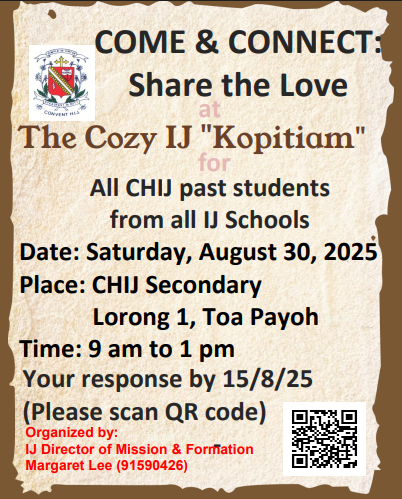 COME & CONNECT:
Share the Love
at
The Cozy IJ "Kopitiam"
for
All CHIJ past students
from all IJ Schools
Date: Saturday, August 30, 2025
Place: CHIJ Secondary
Lorong 1, Toa Payoh
Time: 9 am to 1 pm
Your response by 15/8/25
(Please scan QR code)
Organized by:
IJ Director of Mission & Formation
Margaret Lee (91590426)
CONVENT H.I.J.